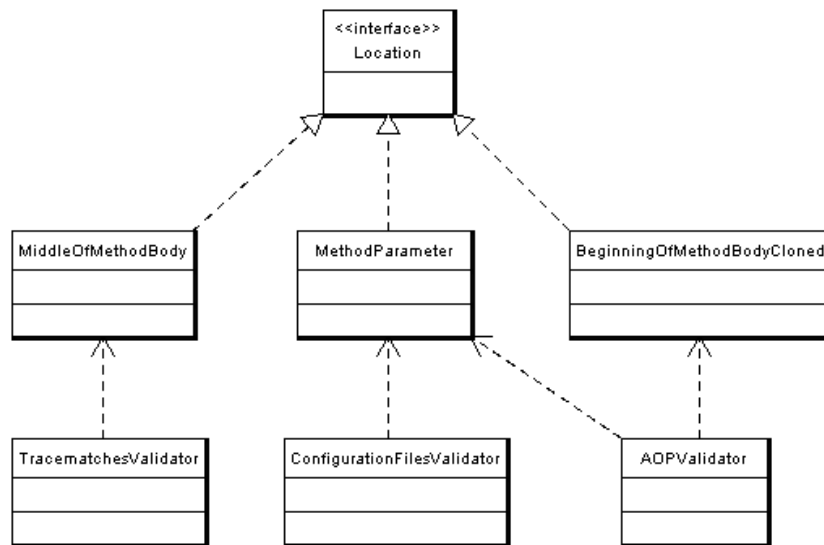 <<interface>>
Location
MiddleOfMethodBody
MethodParameter
BeginningOfMethodBodyCloned
TracematchesValidator
ConfigurationFilesValidator
AOPValidator